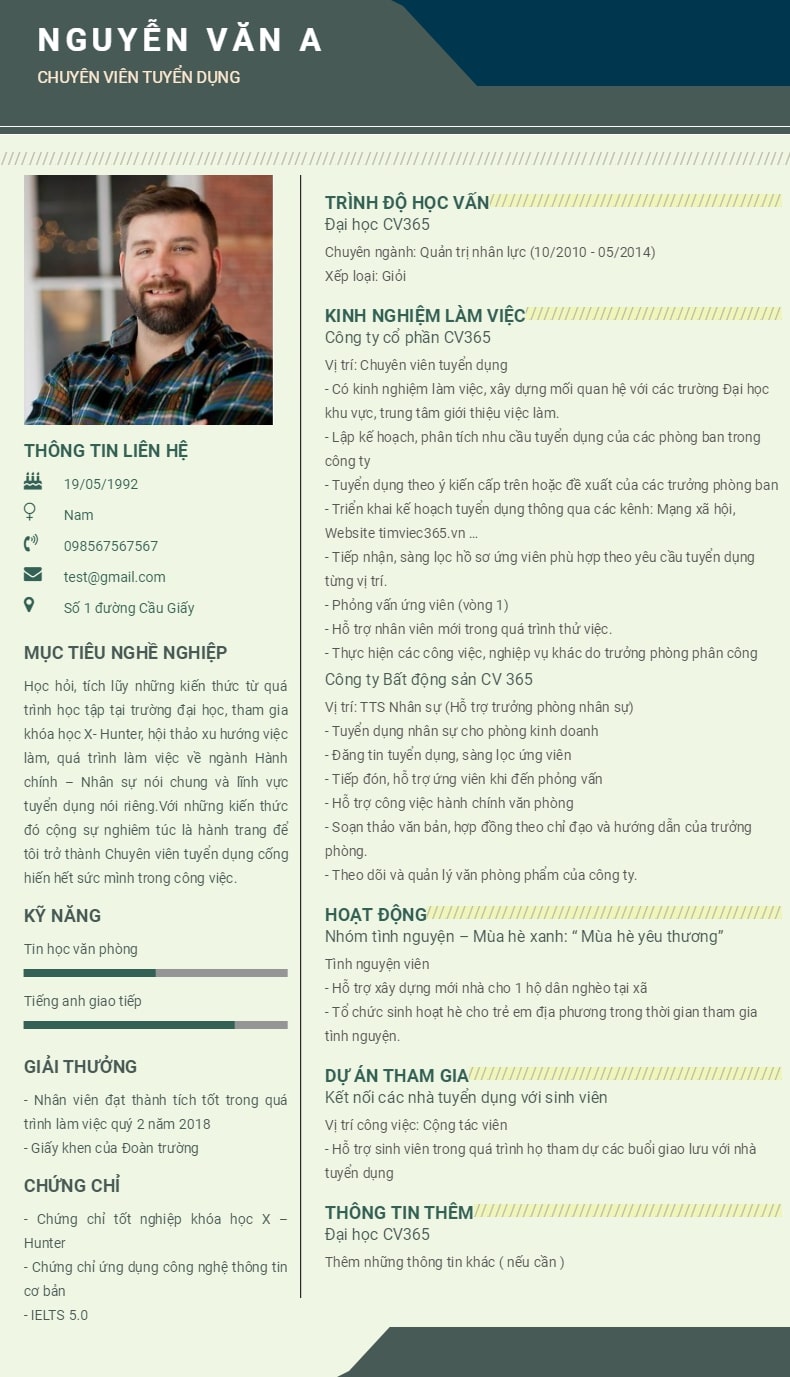 NGUYỄN VĂN A
CHUYÊN VIÊN TUYỂN DỤNG
THÔNG TIN LIÊN HỆ
19/05/1992
Nam
098567567567
test@gmail.com
Số 1 đường Cầu Giấy
MỤC TIÊU NGHỀ NGHIỆP
Học hỏi, tích lũy những kiến thức từ quá
trình học tập tại trường đại học, tham gia
khóa học X- Hunter, hội thảo xu hướng việc
làm, quá trình làm việc về ngành Hành
chính – Nhân sự nói chung và lĩnh vực
tuyển dụng nói riêng.Với những kiến thức
đó cộng sự nghiêm túc là hành trang để
tôi trở thành Chuyên viên tuyển dụng cống
hiến hết sức mình trong công việc.
KỸ NĂNG
Tin học văn phòng
Tiếng anh giao tiếp
GIẢI THƯỞNG
- Nhân viên đạt thành tích tốt trong quá
trình làm việc quý 2 năm 2018
- Giấy khen của Đoàn trường
CHỨNG CHỈ
- Chứng chỉ tốt nghiệp khóa học X –
Hunter
- Chứng chỉ ứng dụng công nghệ thông tin
cơ bản
- IELTS 5.0
TRÌNH ĐỘ HỌC VẤN
Đại học CV365
Chuyên ngành: Quản trị nhân lực (10/2010 - 05/2014)
Xếp loại: Giỏi
KINH NGHIỆM LÀM VIỆC
Công ty cổ phần CV365
Vị trí: Chuyên viên tuyển dụng
- Có kinh nghiệm làm việc, xây dựng mối quan hệ với các trường Đại học
khu vực, trung tâm giới thiệu việc làm.
- Lập kế hoạch, phân tích nhu cầu tuyển dụng của các phòng ban trong
công ty
- Tuyển dụng theo ý kiến cấp trên hoặc đề xuất của các trưởng phòng ban
- Triển khai kế hoạch tuyển dụng thông qua các kênh: Mạng xã hội,
Website timviec365.vn ...
- Tiếp nhận, sàng lọc hồ sơ ứng viên phù hợp theo yêu cầu tuyển dụng
từng vị trí.
- Phỏng vấn ứng viên (vòng 1)
- Hỗ trợ nhân viên mới trong quá trình thử việc.
- Thực hiện các công việc, nghiệp vụ khác do trưởng phòng phân công
Công ty Bất động sản CV 365
Vị trí: TTS Nhân sự (Hỗ trợ trưởng phòng nhân sự)
- Tuyển dụng nhân sự cho phòng kinh doanh
- Đăng tin tuyển dụng, sàng lọc ứng viên
- Tiếp đón, hỗ trợ ứng viên khi đến phỏng vấn
- Hỗ trợ công việc hành chính văn phòng
- Soạn thảo văn bản, hợp đồng theo chỉ đạo và hướng dẫn của trưởng
phòng.
- Theo dõi và quản lý văn phòng phẩm của công ty.
HOẠT ĐỘNG
Nhóm tình nguyện – Mùa hè xanh: “ Mùa hè yêu thương”
Tình nguyện viên
- Hỗ trợ xây dựng mới nhà cho 1 hộ dân nghèo tại xã
- Tổ chức sinh hoạt hè cho trẻ em địa phương trong thời gian tham gia
tình nguyện.
DỰ ÁN THAM GIA
Kết nối các nhà tuyển dụng với sinh viên
Vị trí công việc: Cộng tác viên
- Hỗ trợ sinh viên trong quá trình họ tham dự các buổi giao lưu với nhà
tuyển dụng
THÔNG TIN THÊM
Đại học CV365
Thêm những thông tin khác ( nếu cần )